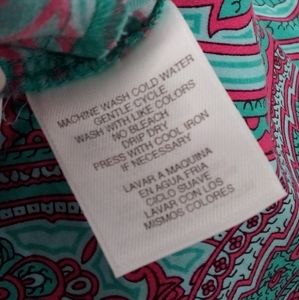 MACHINE WASH COLD WATER
GENTLE CYCLE
WASH WITH LIKE COLORS
NO BLEACH
DRIP DRY
PRESS WITH COOL IRON
IF NECESSARY
LAVAR A MAQUINA
EN AGUA FRIA
CICLO SUAVE
LAVAR CON LOS
MISMOS COLORES